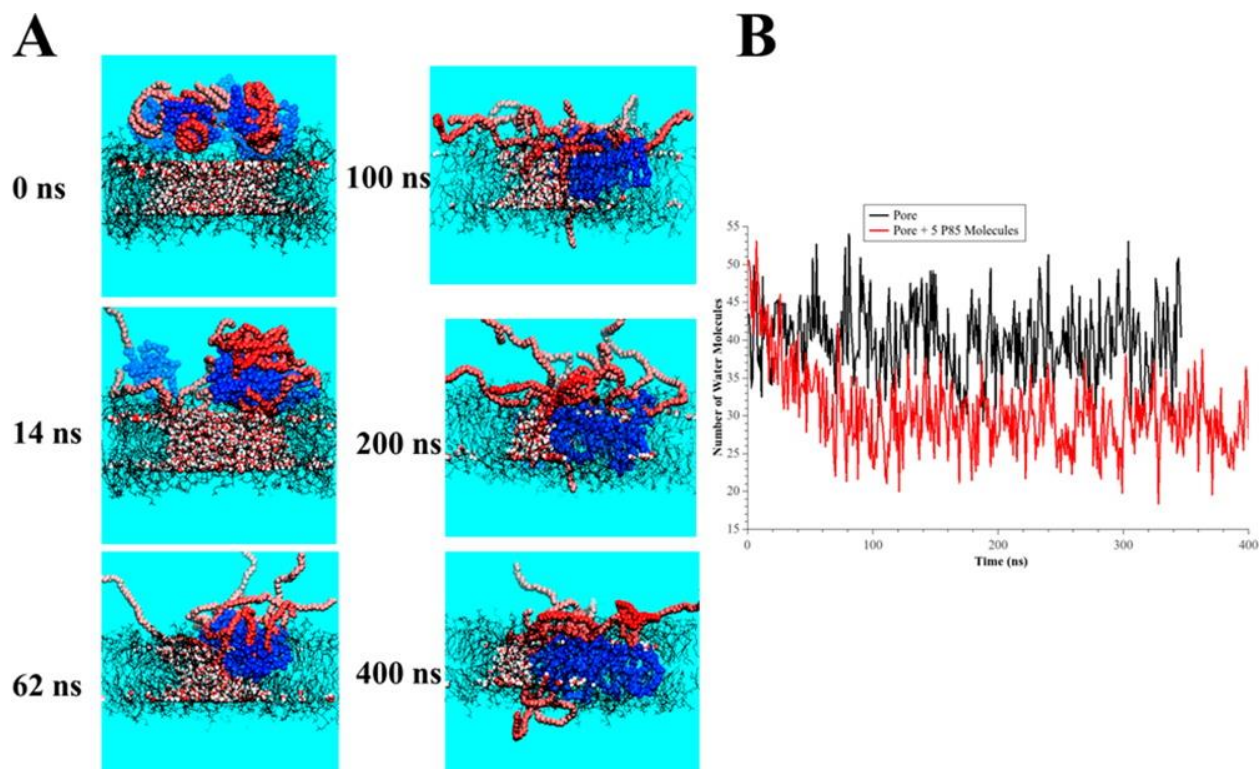 A
B
0 ns
14 ns
62 ns
100 ns
200 ns
400 ns
Pore
Pore + 5 P85 Molecules
Number of Water Molecules
55
50
45
40
35
30
25
20
15
0
100
200
300
400
Time (ns)